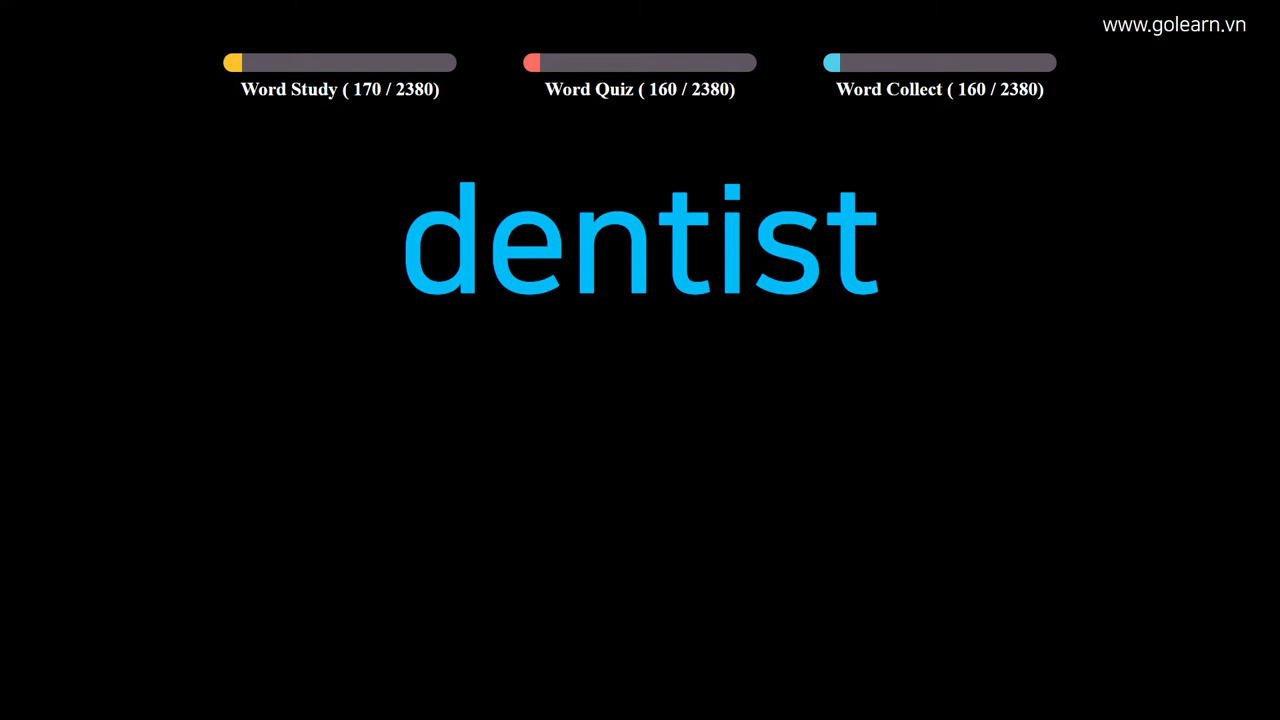 www.golearn.vn
Word Study ( 170 / 2380)
Word Quiz ( 160 / 2380)
Word Collect ( 160 / 2380)
dentist